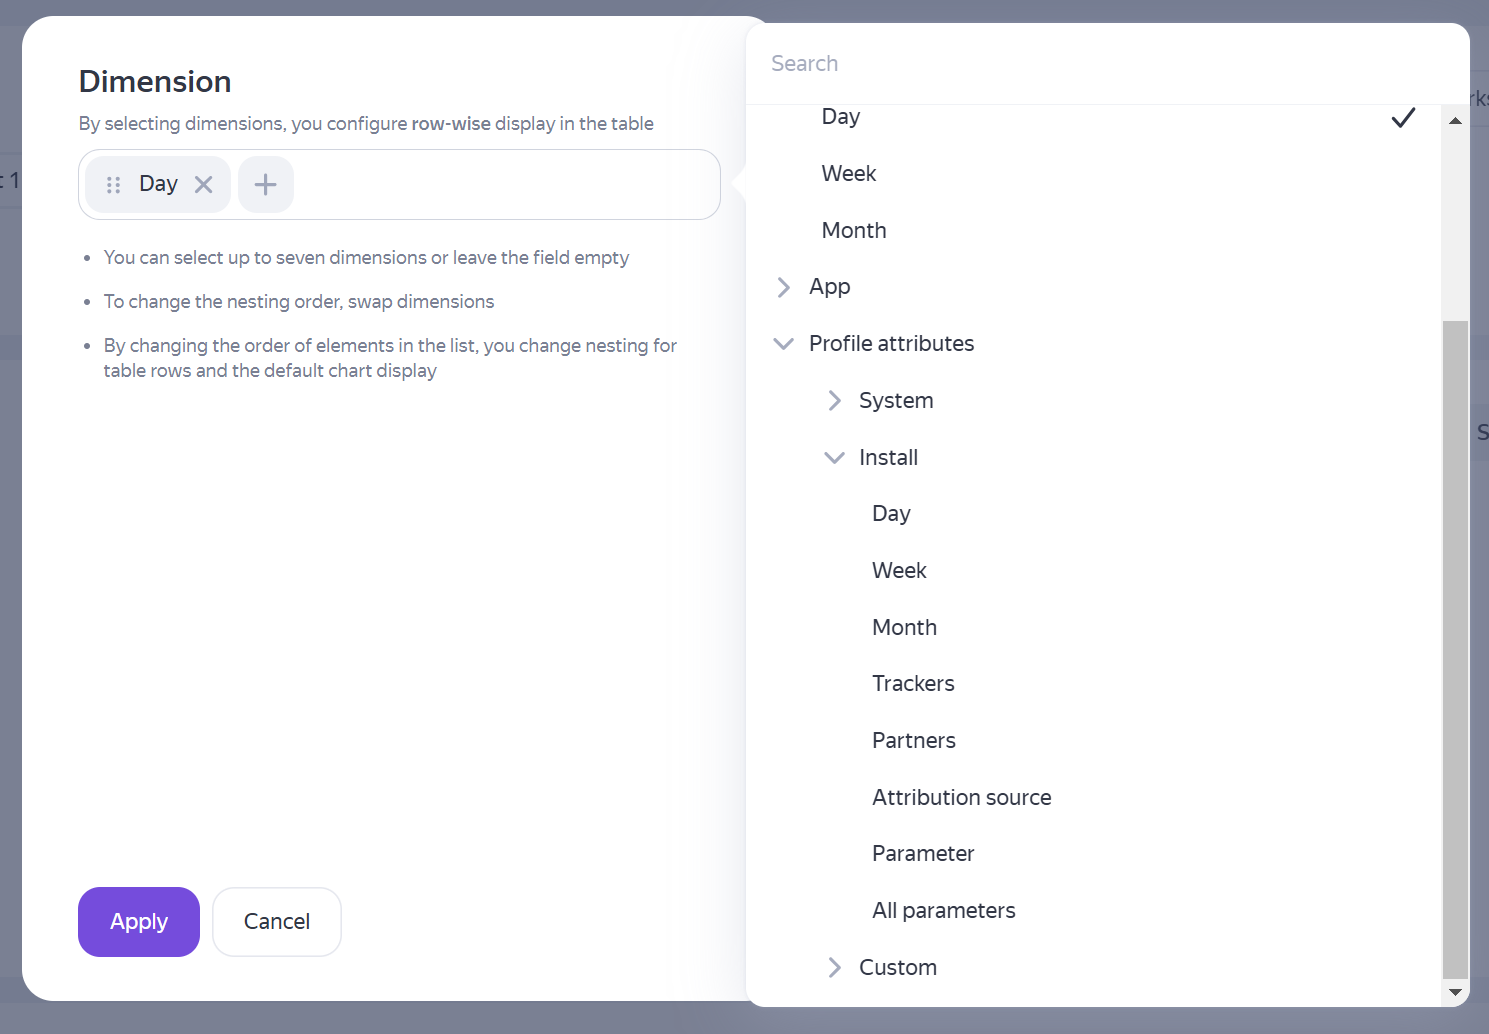 Dimension
By selecting dimensions, you configure row-wise display in the table
Day
• You can select up to seven dimensions or leave the field empty
• To change the nesting order, swap dimensions
• By changing the order of elements in the list, you change nesting for
table rows and the default chart display
Apply
Cancel
Search
Day
Week
Month
App
Profile attributes
System
Install
Day
Week
Month
Trackers
Partners
Attribution source
Parameter
All parameters
Custom